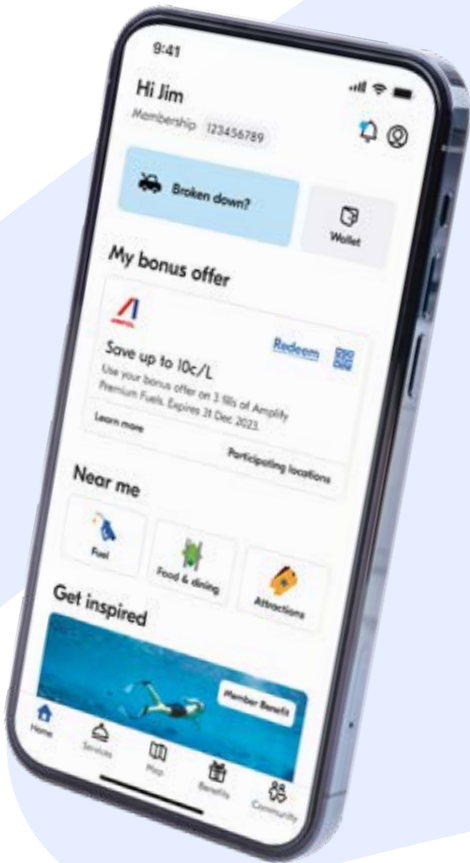 9:41
Hi Jim
Membership 123456789
Broken down?
Wallet
My bonus offer
Redeem
Save up to 10c/L
Use your bonus offer on 3 fills of Amplify
Premium Fuels. Expires 31 Dec 2023.
Learn more
Participating locations
Near me
Fuel
Food & dining
Attractions
Get inspired
Member Benefit
Home
Services
Map
Benefits
Community